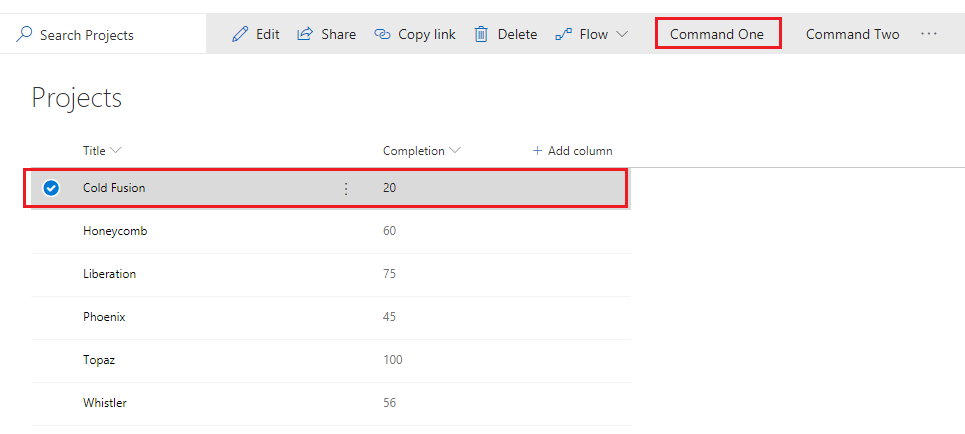 Search Projects Edit Share Copy link Delete Flow Command One Command Two ...
Projects
Title Completion + Add column
Cold Fusion 20
Honeycomb 60
Liberation 75
Phoenix 45
Topaz 100
Whistler 56